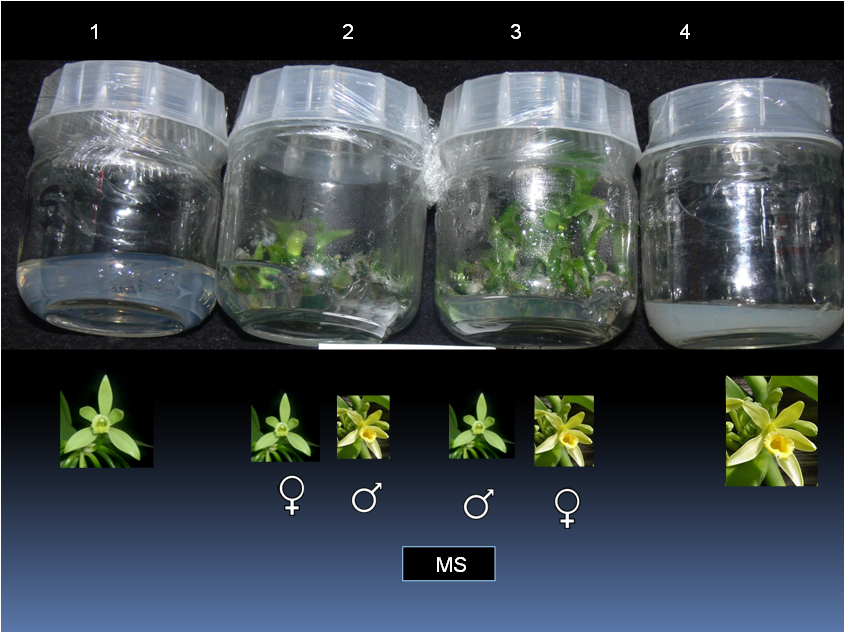 1 2 3 4
♀ ♂ ♂ ♀
MS